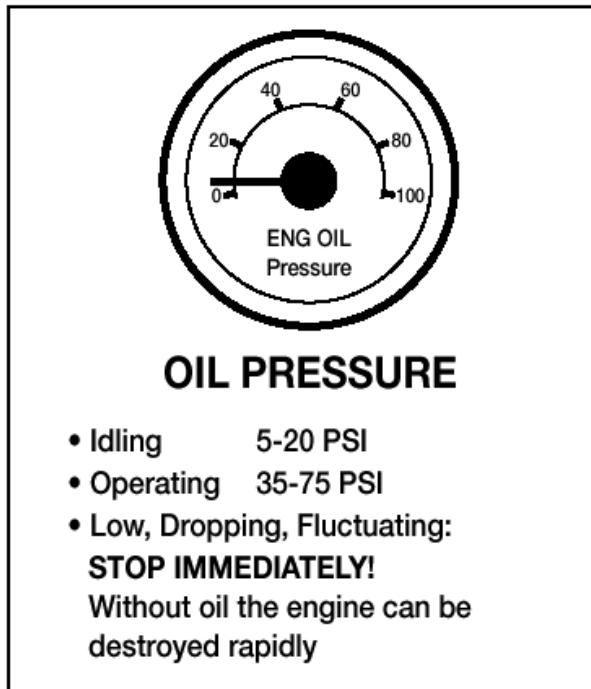 40 60
20 80
0 100
ENG OIL
Pressure
OIL PRESSURE
• Idling 5-20 PSI
• Operating 35-75 PSI
• Low, Dropping, Fluctuating:
STOP IMMEDIATELY!
Without oil the engine can be
destroyed rapidly